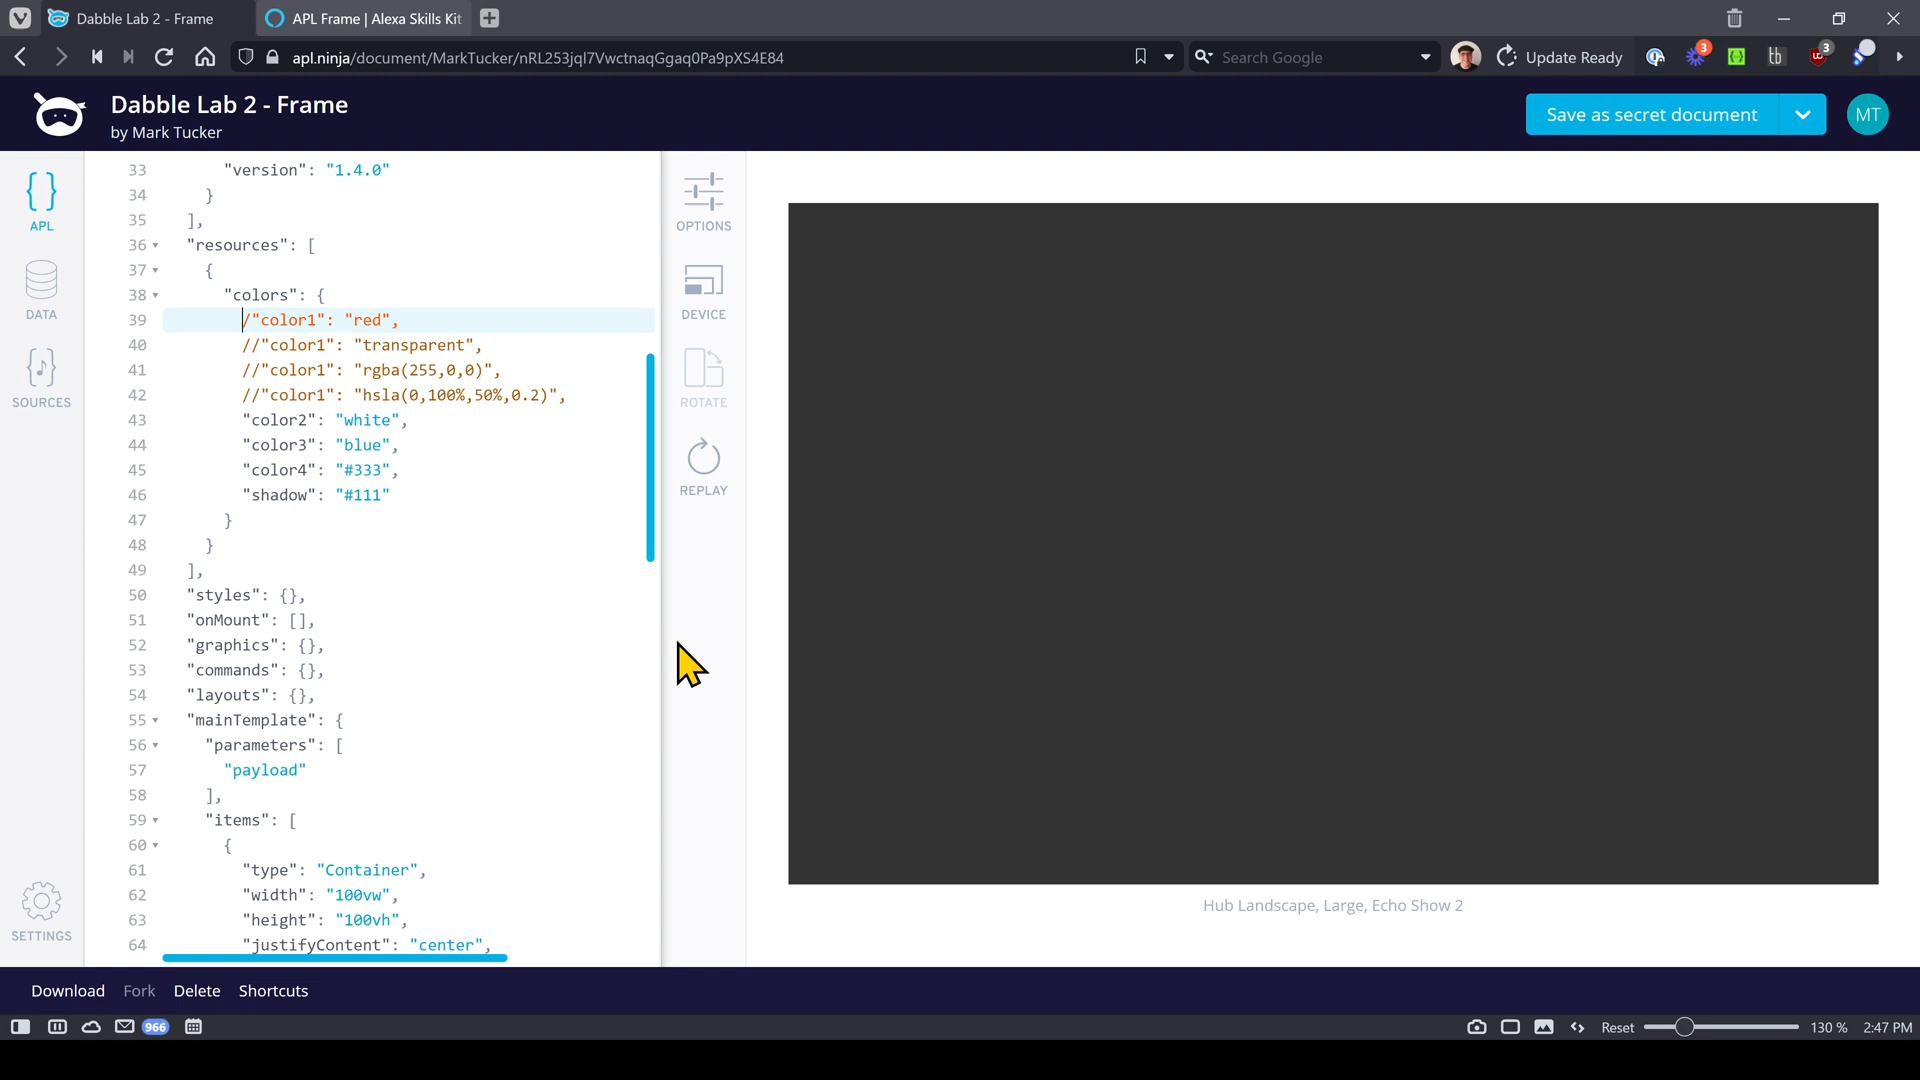 Dabble Lab 2 - Frame
APL Frame | Alexa Skills Kit
apl.ninja/document/MarkTucker/nRL253jql7VwctnaqGgaq0Pa9pXS4E84
Search Google
Update Ready
3
tb
3
Dabble Lab 2 - Frame
by Mark Tucker
Save as secret document
MT
APL
DATA
SOURCES
SETTINGS
33 "version": "1.4.0"
34 }
35 ],
36 "resources": [
37 {
38 "colors": {
39 /"color1": "red",
40 //"color1": "transparent",
41 //"color1": "rgba(255,0,0)",
42 //"color1": "hsla(0,100%,50%,0.2)",
43 "color2": "white",
44 "color3": "blue",
45 "color4": "#333",
46 "shadow": "#111"
47 }
48 }
49 ],
50 "styles": {},
51 "onMount": [],
52 "graphics": {},
53 "commands": {},
54 "layouts": {},
55 "mainTemplate": {
56 "parameters": [
57 "payload"
58 ],
59 "items": [
60 {
61 "type": "Container",
62 "width": "100vw",
63 "height": "100vh",
64 "justifyContent": "center",
OPTIONS
DEVICE
ROTATE
REPLAY
Hub Landscape, Large, Echo Show 2
Download Fork Delete Shortcuts
966
Reset
130 %
2:47 PM